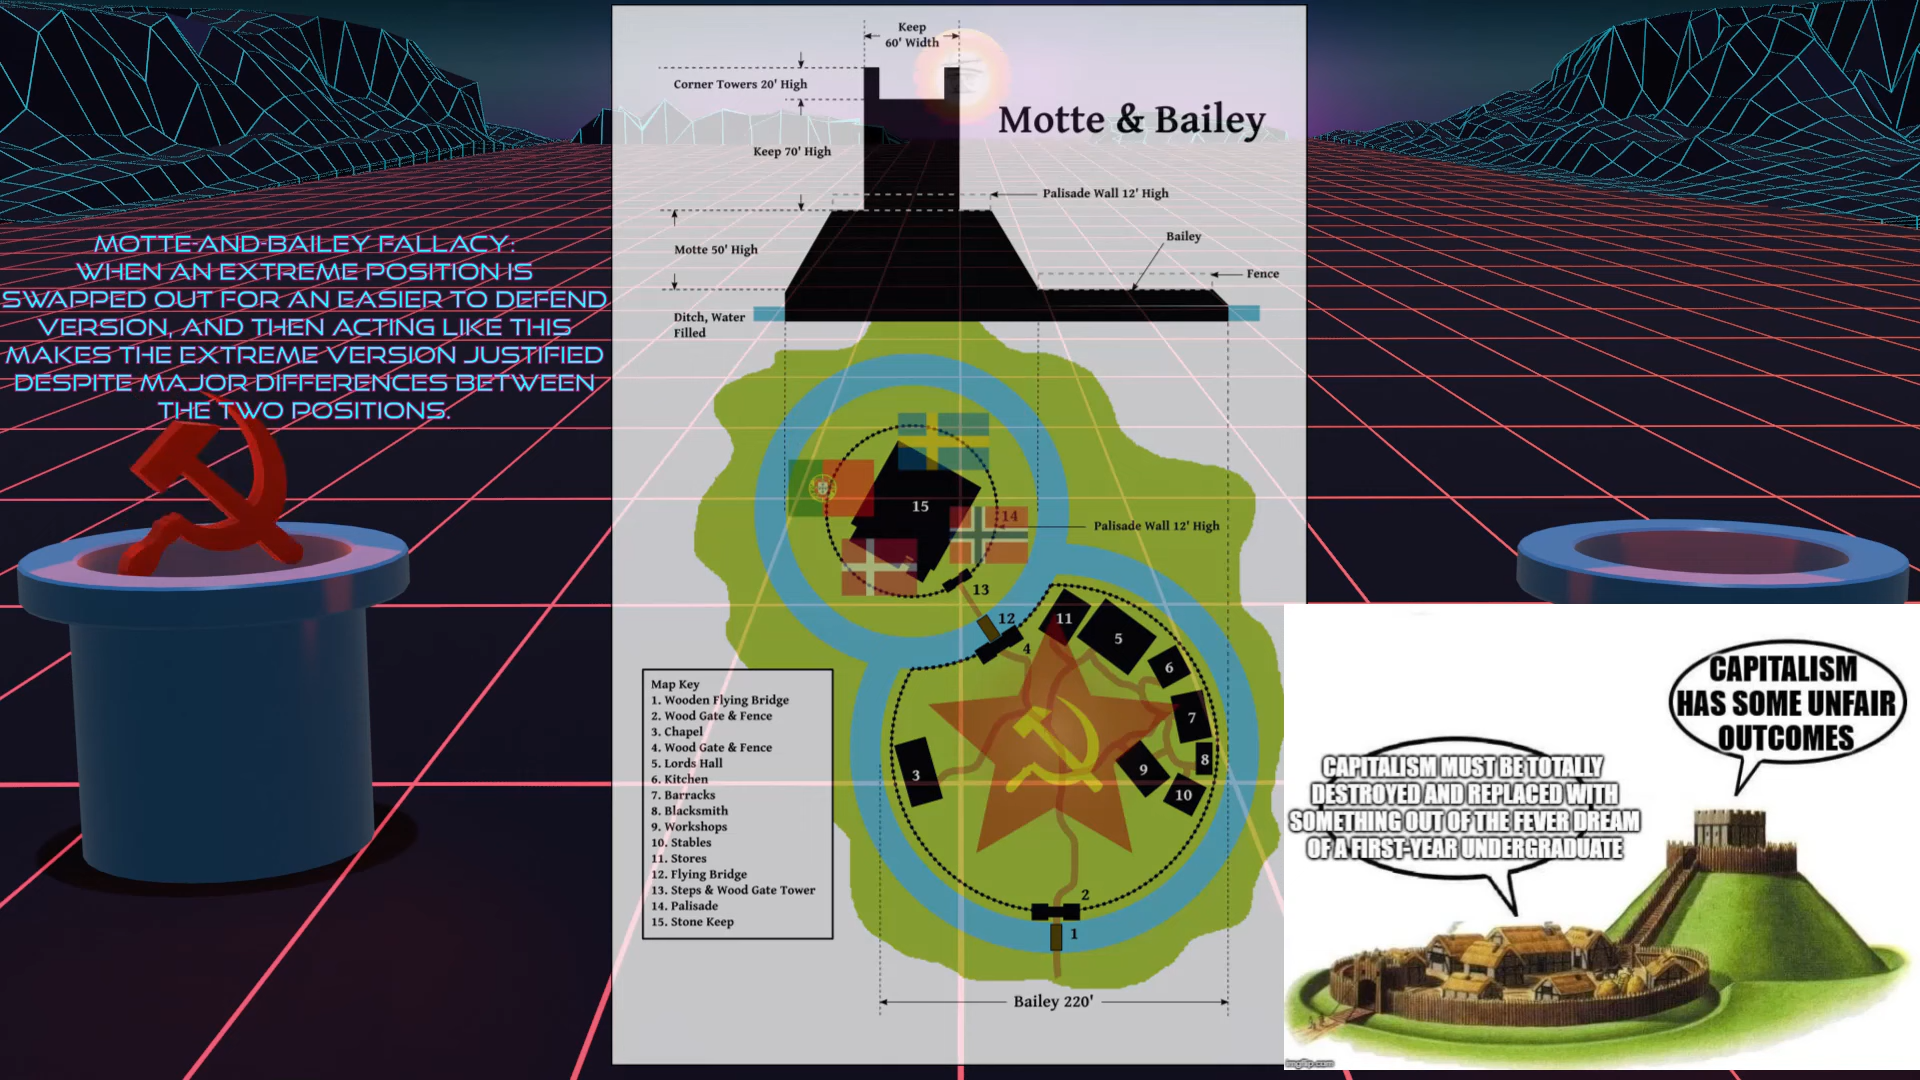 MOTTE-AND-BAILEY FALLACY:
WHEN AN EXTREME POSITION IS
SWAPPED OUT FOR AN EASIER TO DEFEND
VERSION, AND THEN ACTING LIKE THIS
MAKES THE EXTREME VERSION JUSTIFIED
DESPITE MAJOR DIFFERENCES BETWEEN
THE TWO POSITIONS.
Keep
60' Width
Corner Towers 20' High
Motte & Bailey
Keep 70' High
Palisade Wall 12' High
Motte 50' High
Bailey
Fence
Ditch, Water
Filled
15
14
Palisade Wall 12' High
13
12
11
5
4
6
7
8
9
10
3
2
1
Map Key
1. Wooden Flying Bridge
2. Wood Gate & Fence
3. Chapel
4. Wood Gate & Fence
5. Lords Hall
6. Kitchen
7. Barracks
8. Blacksmith
9. Workshops
10. Stables
11. Stores
12. Flying Bridge
13. Steps & Wood Gate Tower
14. Palisade
15. Stone Keep
Bailey 220'
CAPITALISM
HAS SOME UNFAIR
OUTCOMES
CAPITALISM MUST BE TOTALLY
DESTROYED AND REPLACED WITH
SOMETHING OUT OF THE FEVER DREAM
OF A FIRST-YEAR UNDERGRADUATE
imgflip.com